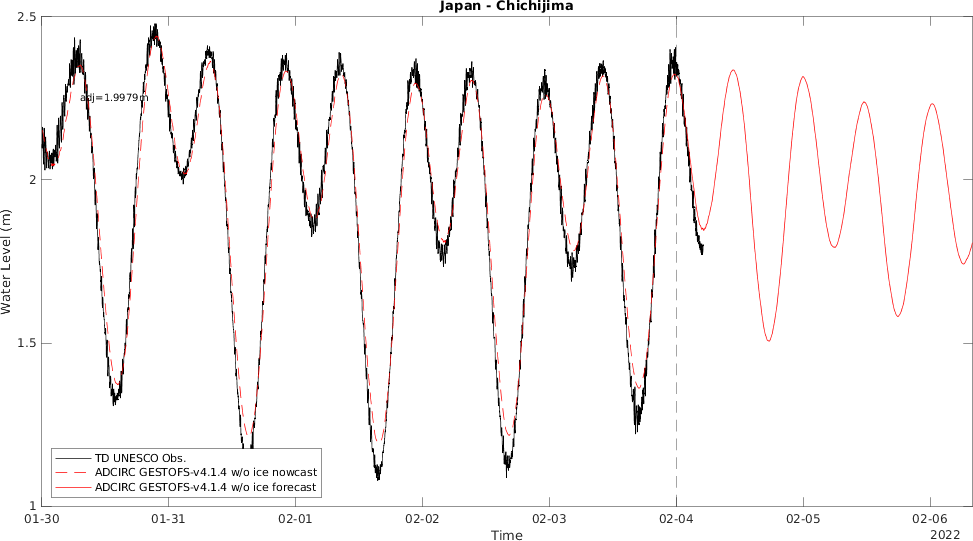 Japan - Chichijima
2.5
adj=1.9979m
2
Water Level (m)
1.5
TD UNESCO Obs.
ADCIRC GESTOFS-v4.1.4 w/o ice nowcast
ADCIRC GESTOFS-v4.1.4 w/o ice forecast
1
01-30 01-31 02-01 02-02 02-03 02-04 02-05 02-06
Time 2022